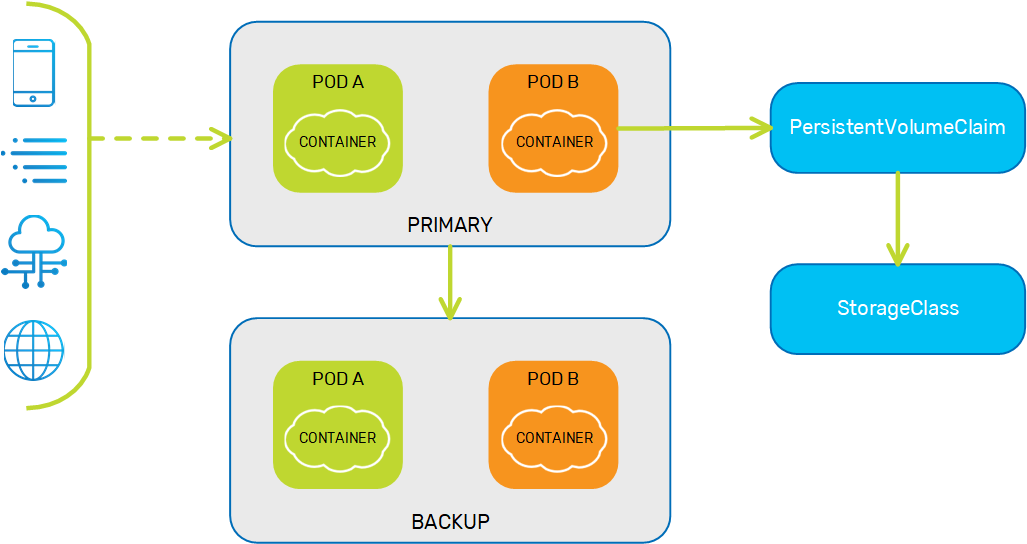 POD A
CONTAINER
POD B
CONTAINER
PRIMARY
PersistentVolumeClaim
StorageClass
POD A
CONTAINER
POD B
CONTAINER
BACKUP